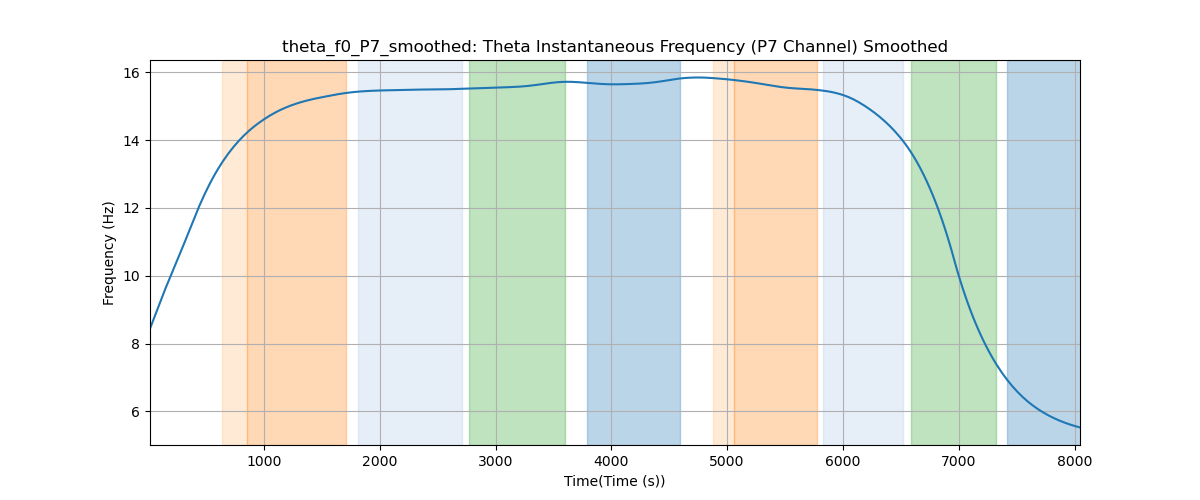 theta_f0_P7_smoothed: Theta Instantaneous Frequency (P7 Channel) Smoothed
16
14
12
10
8
6
Frequency (Hz)
1000 2000 3000 4000 5000 6000 7000 8000
Time(Time (s))